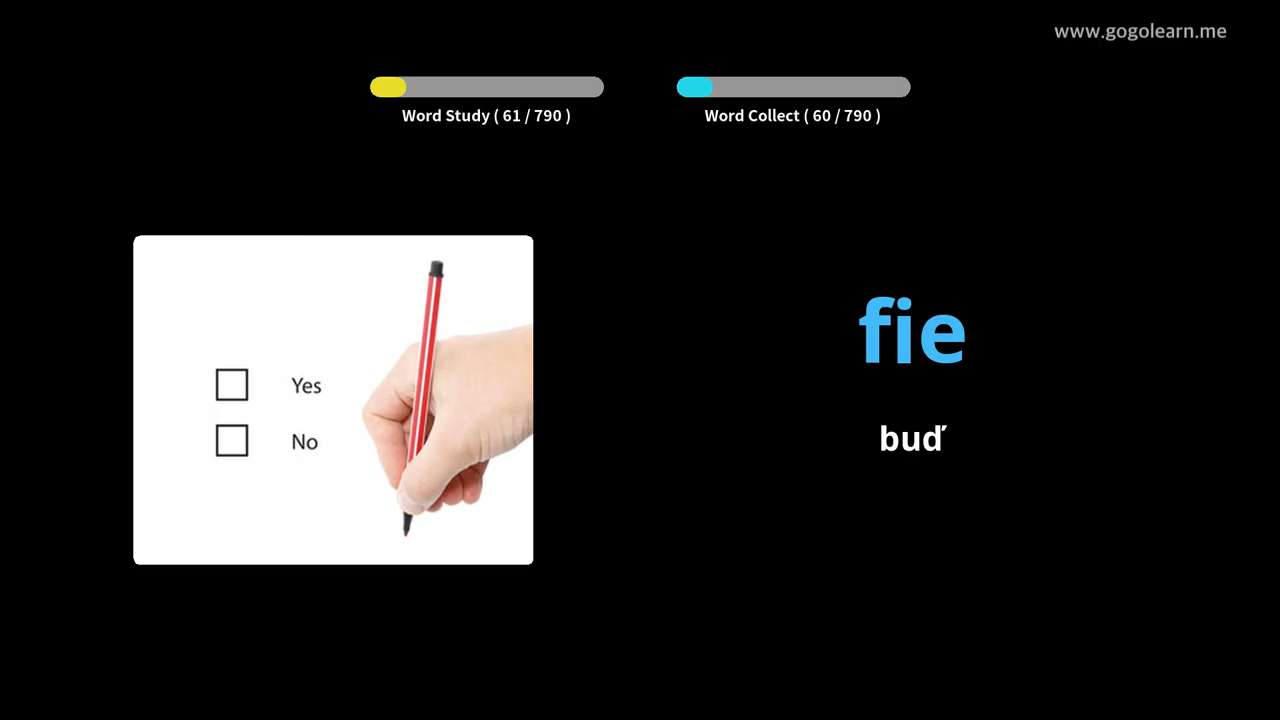 www.gogolearn.me
Word Study ( 61 / 790 )
Word Collect ( 60 / 790 )
Yes
No
fie
buď